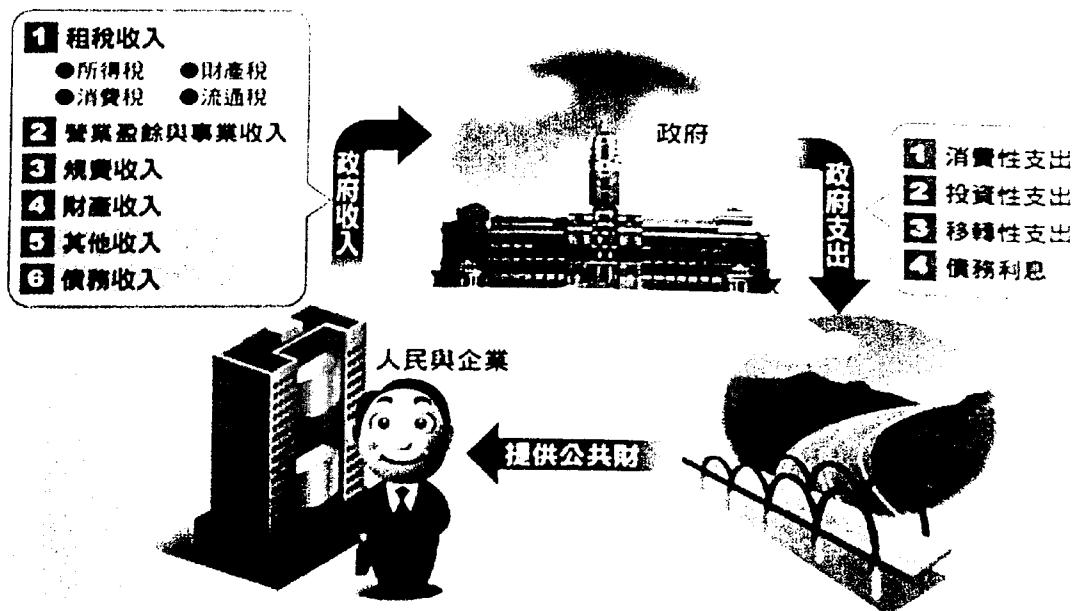 1 租稅收入
●所得稅 ●財產稅
●消費稅 ●流通稅
2 營業盈餘與事業收入
3 規費收入
4 財產收入
5 其他收入
6 債務收入
政府收入
政府
政府支出
1 消費性支出
2 投資性支出
3 移轉性支出
4 債務利息
人民與企業
提供公共財